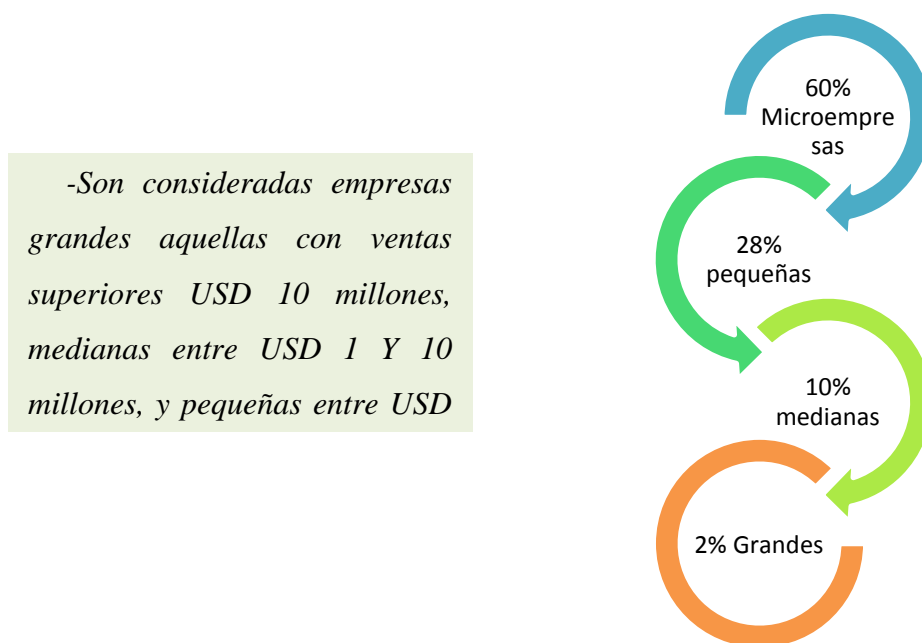 -Son consideradas empresas
grandes aquellas con ventas
superiores USD 10 millones,
medianas entre USD 1 Y 10
millones, y pequeñas entre USD
60%
Microempre
sas
28%
pequeñas
10%
medianas
2% Grandes